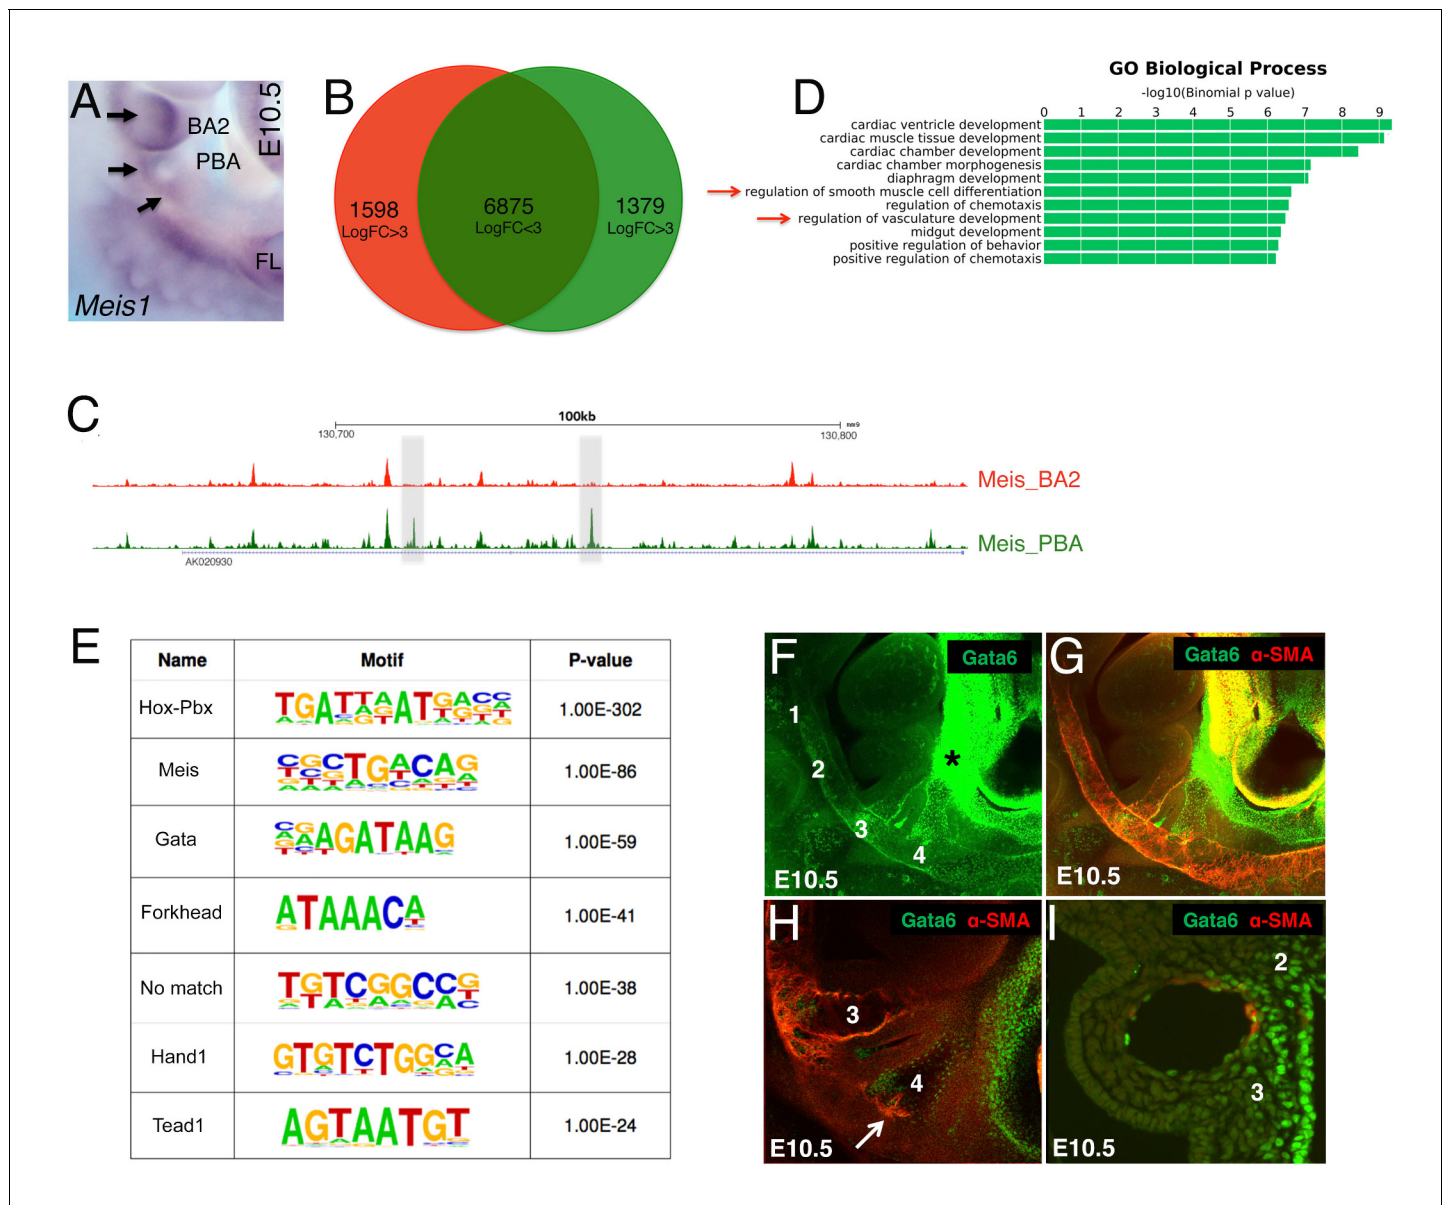 A
E10.5
BA2
PBA
FL
Meis1
B
1598
LogFC>3
6875
LogFC<3
1379
LogFC>3
D
GO Biological Process
-log10(Binomial p value)
0 1 2 3 4 5 6 7 8 9
cardiac ventricle development
cardiac muscle tissue development
cardiac chamber development
cardiac chamber morphogenesis
diaphragm development
regulation of smooth muscle cell differentiation
regulation of chemotaxis
regulation of vasculature development
midgut development
positive regulation of behavior
positive regulation of chemotaxis
C
100kb
mm9
130,700 130,800
Meis_BA2
Meis_PBA
AK020930
E
Name Motif P-value
Hox-Pbx TGATTAATGACC 1.00E-302
Meis CGCTGACAG 1.00E-86
Gata CGAGATAAG 1.00E-59
Forkhead ATAAACA 1.00E-41
No match TGTCGGCCG 1.00E-38
Hand1 GTGTCTGGCA 1.00E-28
Tead1 AGTAATGT 1.00E-24
F
Gata6
1
2
*
3
4
E10.5
G
Gata6 α-SMA
E10.5
H
Gata6 α-SMA
3
4
E10.5
I
Gata6 α-SMA
2
3
E10.5